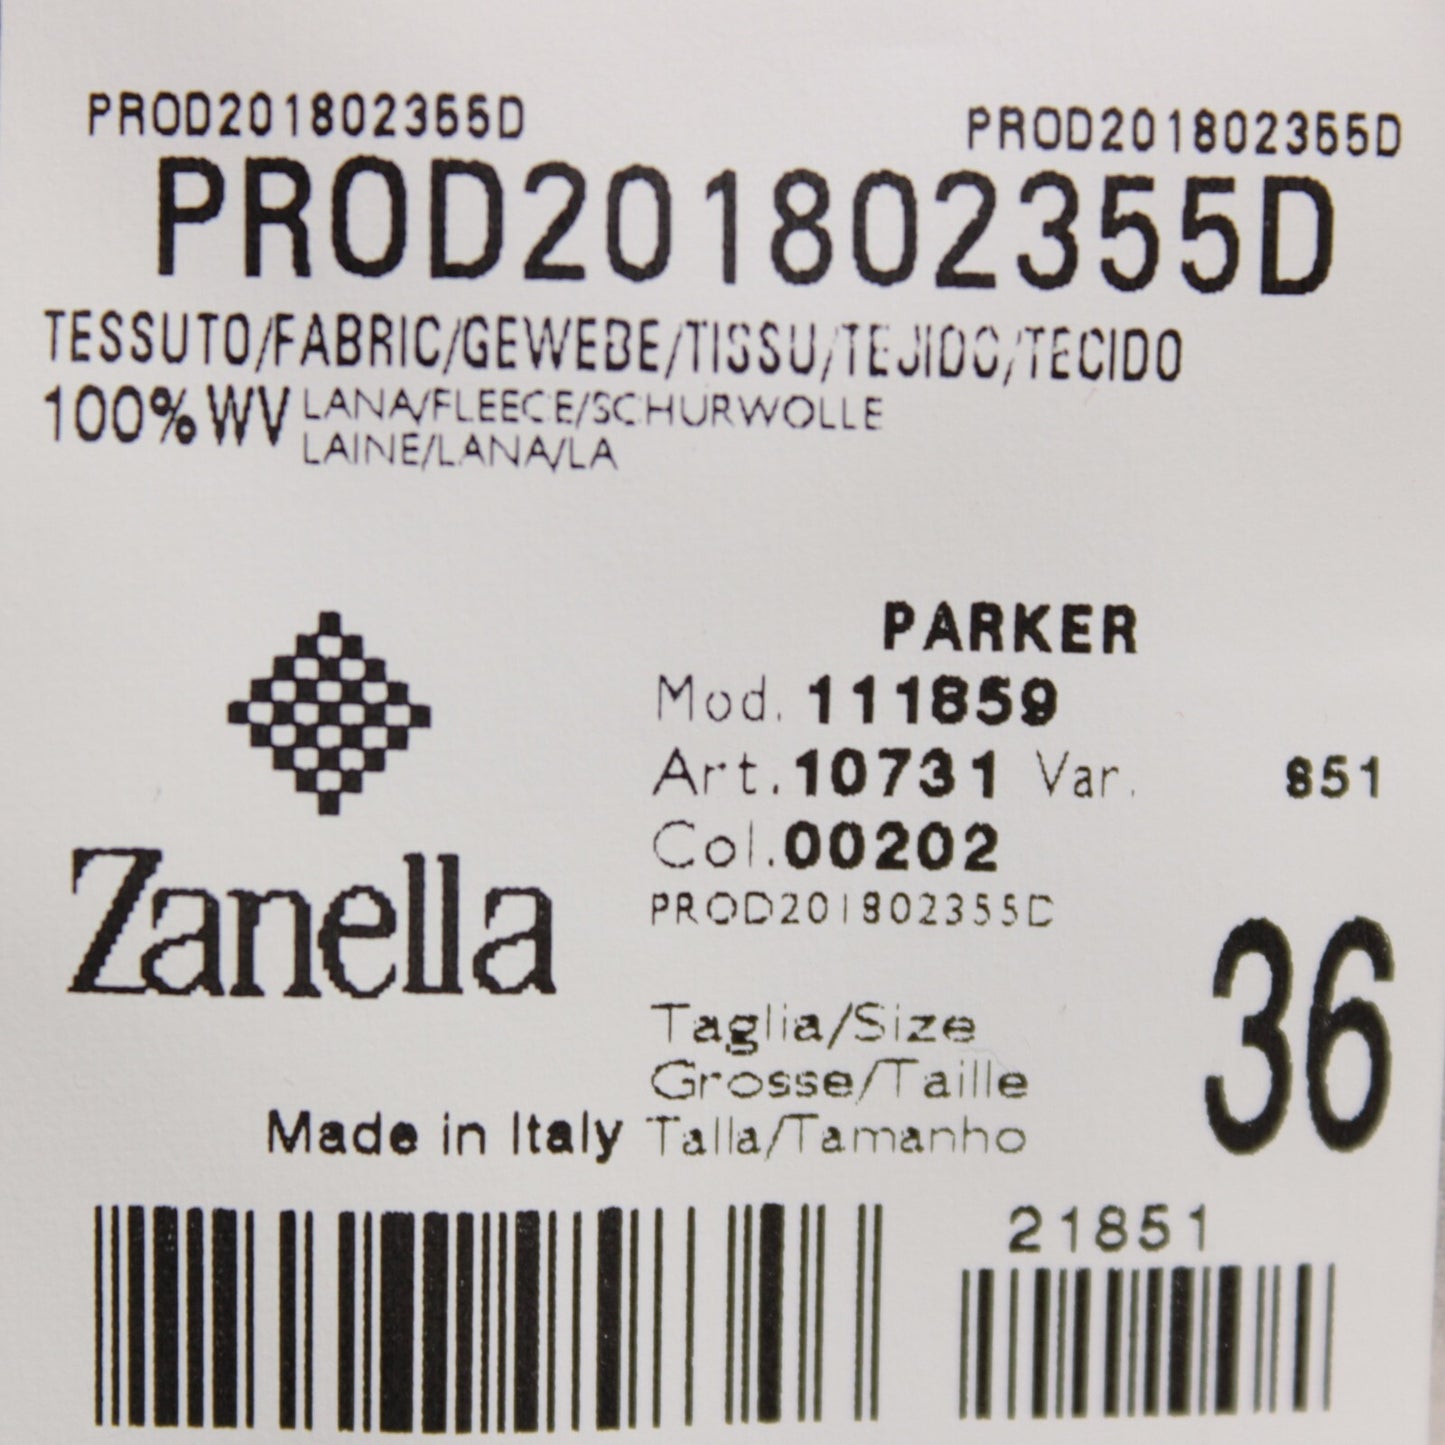 PROD201802355D PROD201802355D
PROD201802355D
TESSUTO/FABRIC/GEWEBE/TISSU/TEJIDO/TECIDO
100% WV LANA/FLEECE/SCHURWOLLE
LAINE/LANA/LA
PARKER
Mod. 111859
Art. 10731 Var. 851
Col. 00202
PROD201802355D
Zanella
Taglia/Size 36
Grosse/Taille
Made in Italy Talla/Tamanho
21851